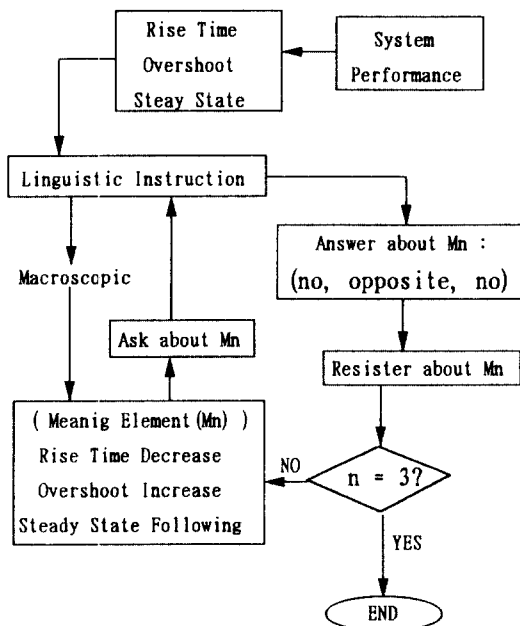 Rise Time
Overshoot
Steay State
System
Performance
Linguistic Instruction
Macroscopic
Ask about Mn
Answer about Mn :
(no, opposite, no)
Resister about Mn
( Meanig Element(Mn) )
Rise Time Decrease
Overshoot Increase
Steady State Following
NO
n = 3?
YES
END